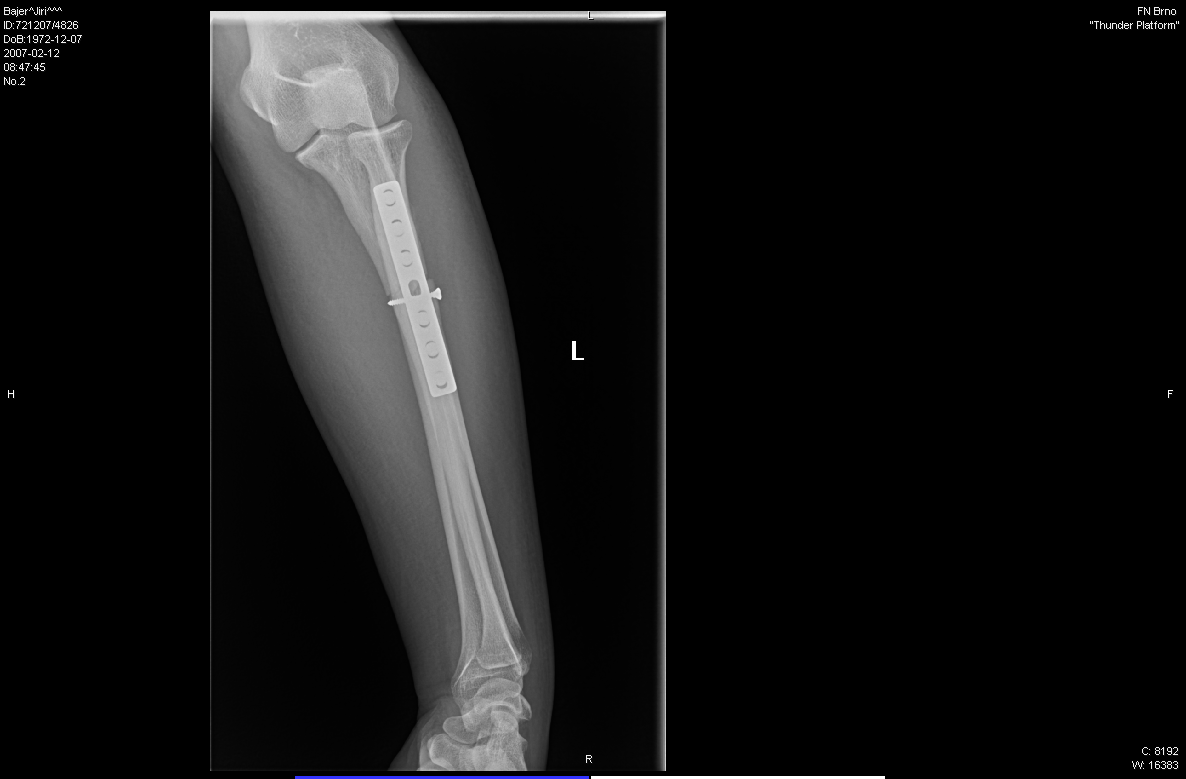 Bajer^Jiri^^^
ID:721207/4826
DoB:1972-12-07
2007-02-12
08:47:45
No.2
L
FN Brno
"Thunder Platform"
L
H
F
R
C: 8192
W: 16383